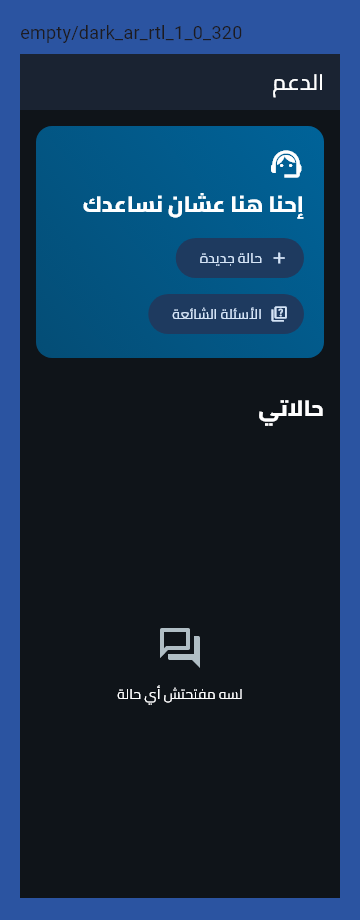 empty/dark_ar_rtl_1_0_320
الدعم
إحنا هنا عشان نساعدك
حالة جديدة
الأسئلة الشائعة
حالاتي
لسه مفتحتش أي حالة